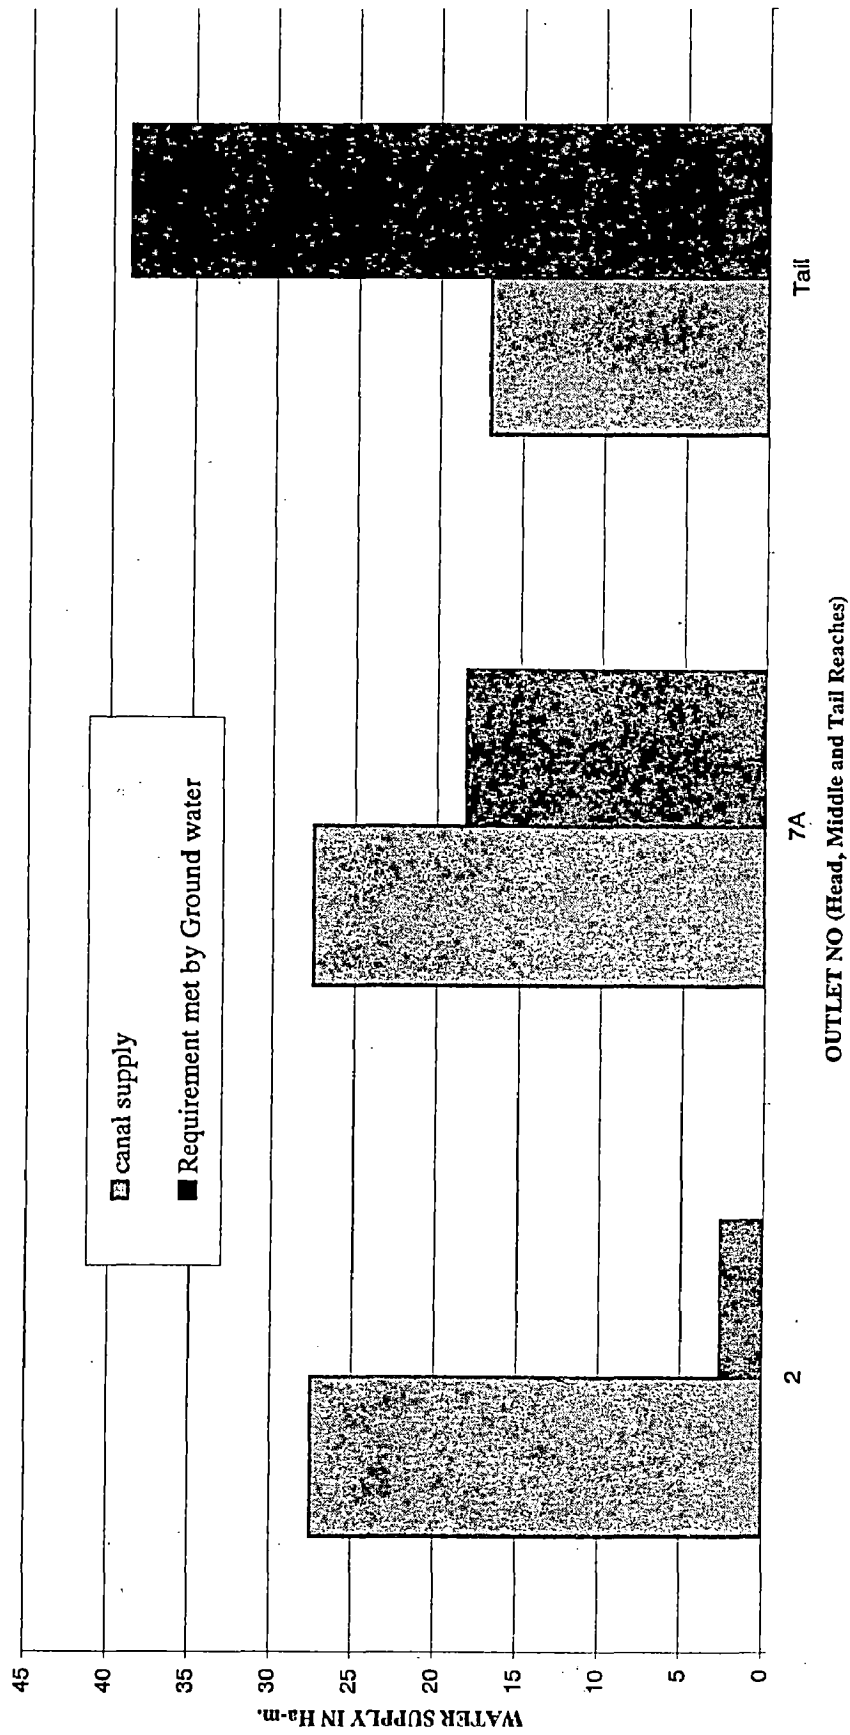 45
40
35
30
25
20
15
10
5
0
WATER SUPPLY IN Ha-m.
canal supply
Requirement met by Ground water
2
7A
Tail
OUTLET NO (Head, Middle and Tail Reaches)